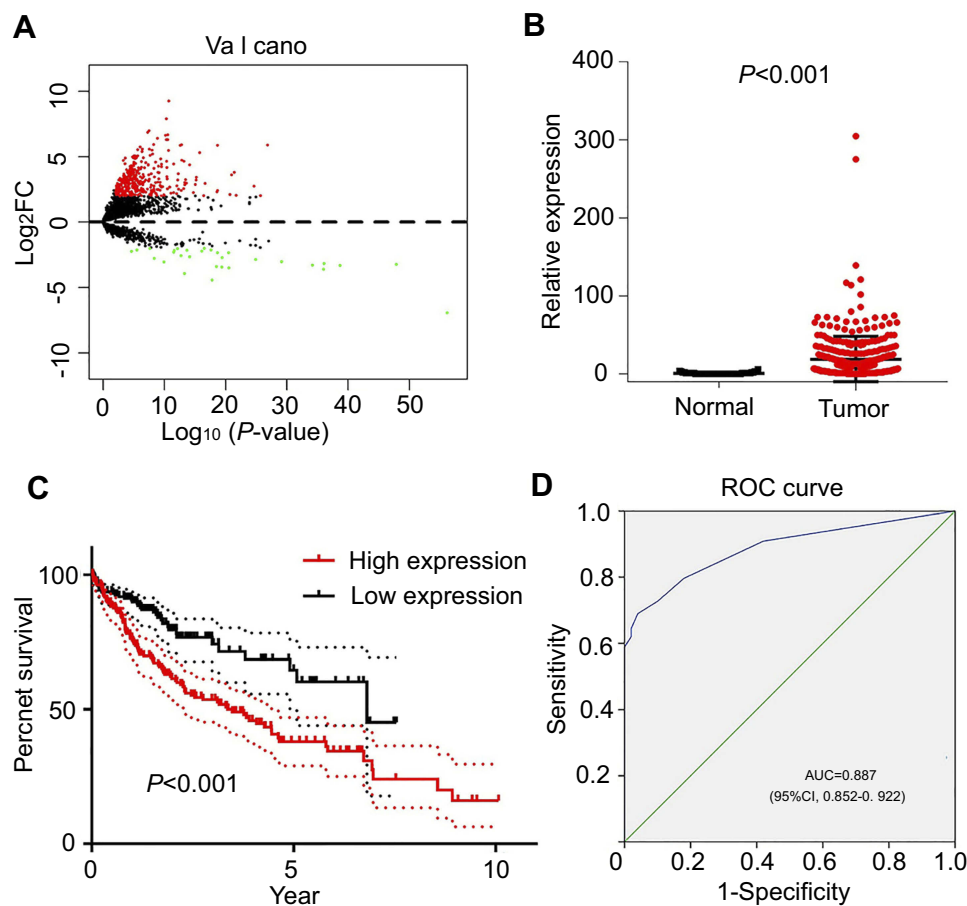 A
Va l cano
10
5
0
-5
-10
Log2FC
0 10 20 30 40 50
Log10 (P-value)
B
P<0.001
400
300
200
100
0
Relative expression
Normal Tumor
C
High expression
Low expression
100
50
0
Percnet survival
P<0.001
0 5 10
Year
D
ROC curve
1.0
0.8
0.6
0.4
0.2
Sensitivity
AUC=0.887
(95%CI, 0.852-0. 922)
0 0.2 0.4 0.6 0.8 1.0
1-Specificity